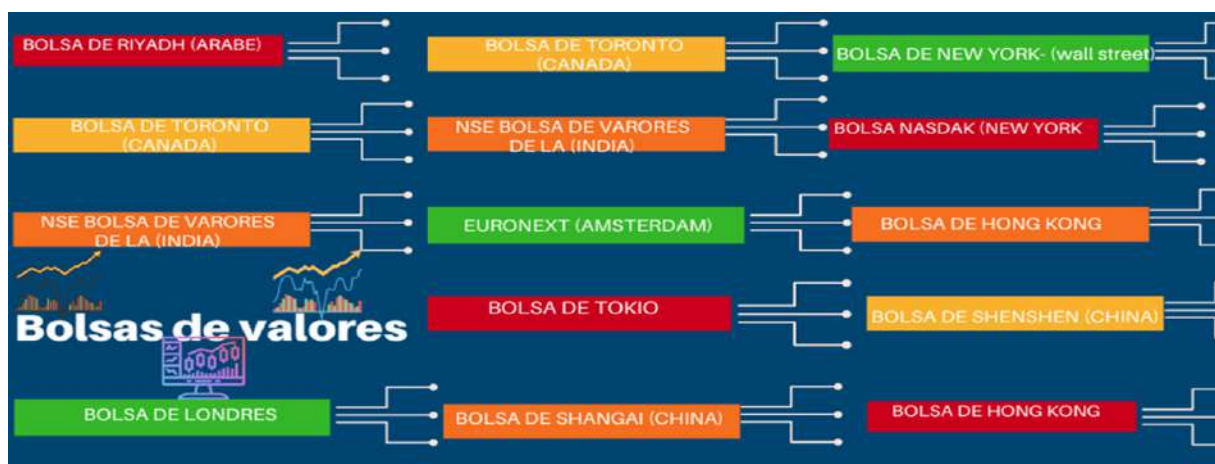 BOLSA DE RIYADH (ARABE)
BOLSA DE TORONTO
(CANADA)
BOLSA DE NEW YORK- (wall street)
BOLSA DE TORONTO
(CANADA)
NSE BOLSA DE VARORES
DE LA (INDIA)
BOLSA NASDAK (NEW YORK
NSE BOLSA DE VARORES
DE LA (INDIA)
EURONEXT (AMSTERDAM)
BOLSA DE HONG KONG
BOLSA DE TOKIO
BOLSA DE SHENSHEN (CHINA)
Bolsas de valores
BOLSA DE LONDRES
BOLSA DE SHANGAI (CHINA)
BOLSA DE HONG KONG